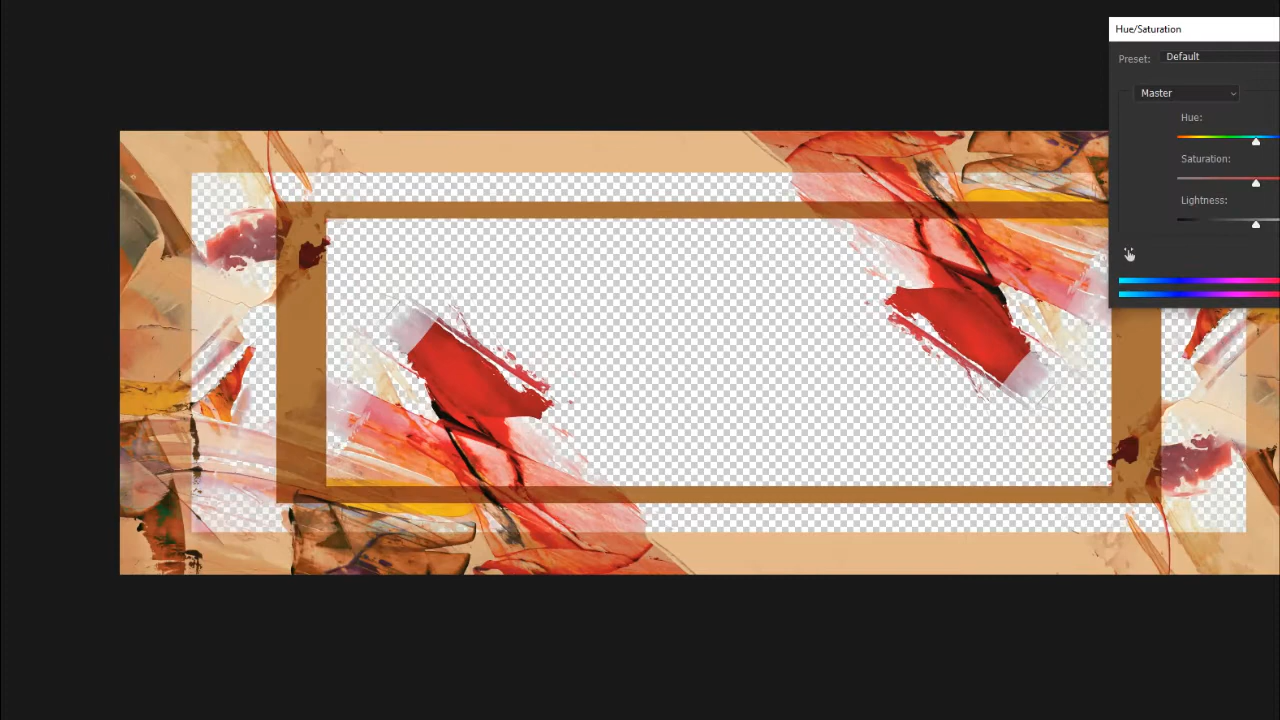 Hue/Saturation
Preset: Default
Master
Hue:
Saturation:
Lightness: